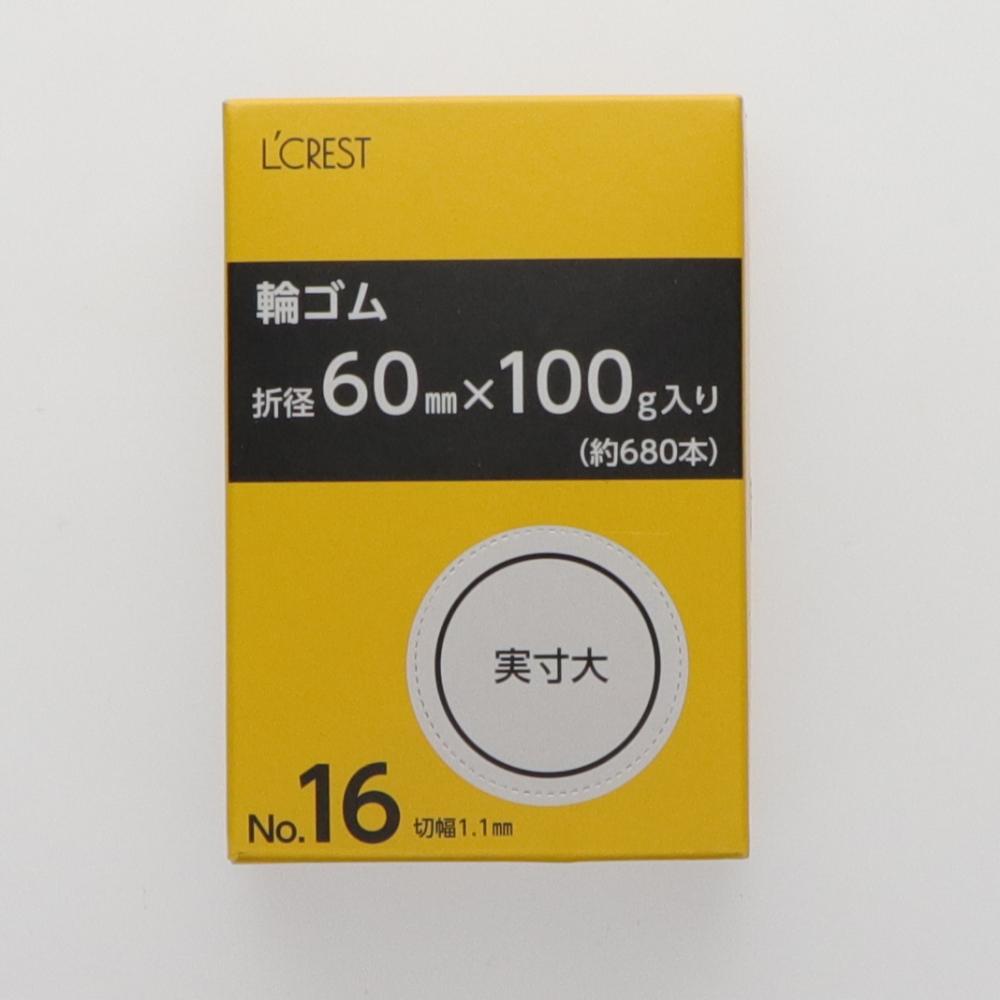 L'CREST
輪ゴム
折径60㎜×100g入り
(約680本)
実寸大
No.16 切幅1.1㎜